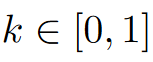 k ∈ [0, 1]